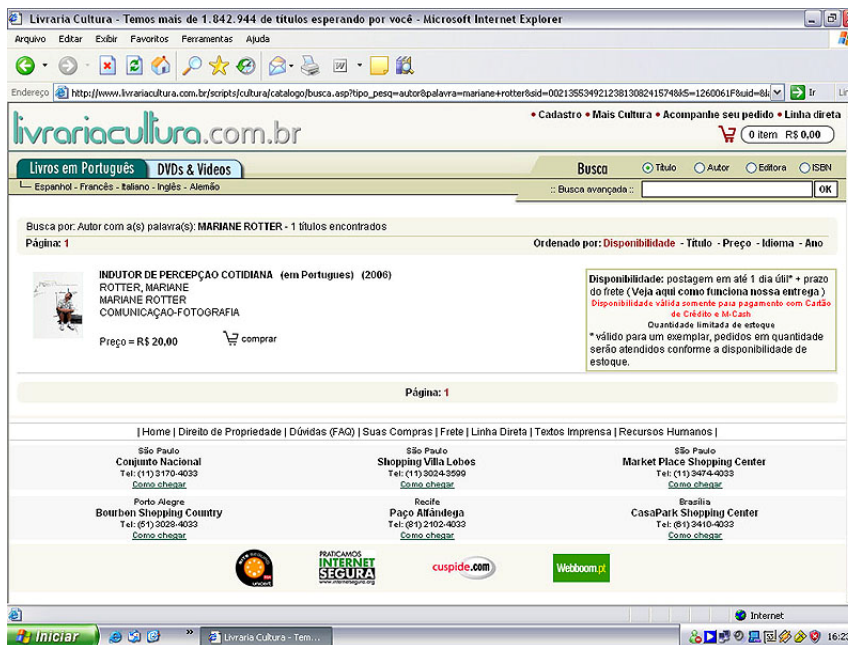 Livraria Cultura - Temos mais de 1.842.944 de títulos esperando por você - Microsoft Internet Explorer
Arquivo Editar Exibir Favoritos Ferramentas Ajuda
Endereço
Ir
livrariacultura.com.br
• Cadastro • Mais Cultura • Acompanhe seu pedido • Linha direta
0 item R$ 0,00
Livros em Português DVDs & Videos
Busca Título Autor Editora ISBN
Espanhol - Francês - Italiano - Inglês - Alemão
:: Busca avançada :: OK
Busca por: Autor com a(s) palavra(s): MARIANE ROTTER - 1 títulos encontrados
Página: 1
Ordenado por: Disponibilidade - Título - Preço - Idioma - Ano
INDUTOR DE PERCEPÇAO COTIDIANA (em Portugues) (2006)
ROTTER, MARIANE
MARIANE ROTTER
COMUNICAÇAO-FOTOGRAFIA
Preço = R$ 20,00 comprar
Disponibilidade: postagem em até 1 dia útil* + prazo
do frete ( Veja aqui como funciona nossa entrega )
Disponibilidade válida somente para pagamento com Cartão
de Crédito e M-Cash
Quantidade limitada de estoque
* válido para um exemplar, pedidos em quantidade
serão atendidos conforme a disponibilidade de
estoque.
Página: 1
| Home | Direito de Propriedade | Dúvidas (FAQ) | Suas Compras | Frete | Linha Direta | Textos Imprensa | Recursos Humanos |
São Paulo
Conjunto Nacional
Tel: (11) 3170-4033
Como chegar
São Paulo
Shopping Villa Lobos
Tel: (11) 3024-3599
Como chegar
São Paulo
Market Place Shopping Center
Tel: (11) 3474-4033
Como chegar
Porto Alegre
Bourbon Shopping Country
Tel: (51) 3028-4033
Como chegar
Recife
Paço Alfândega
Tel: (81) 2102-4033
Como chegar
Brasília
CasaPark Shopping Center
Tel: (61) 3410-4033
Como chegar
PRATICAMOS
INTERNET
SEGURA
www.internetsegura.org
cuspide.com
Webboom.pt
Internet
Iniciar
Livraria Cultura - Tem...
16:23